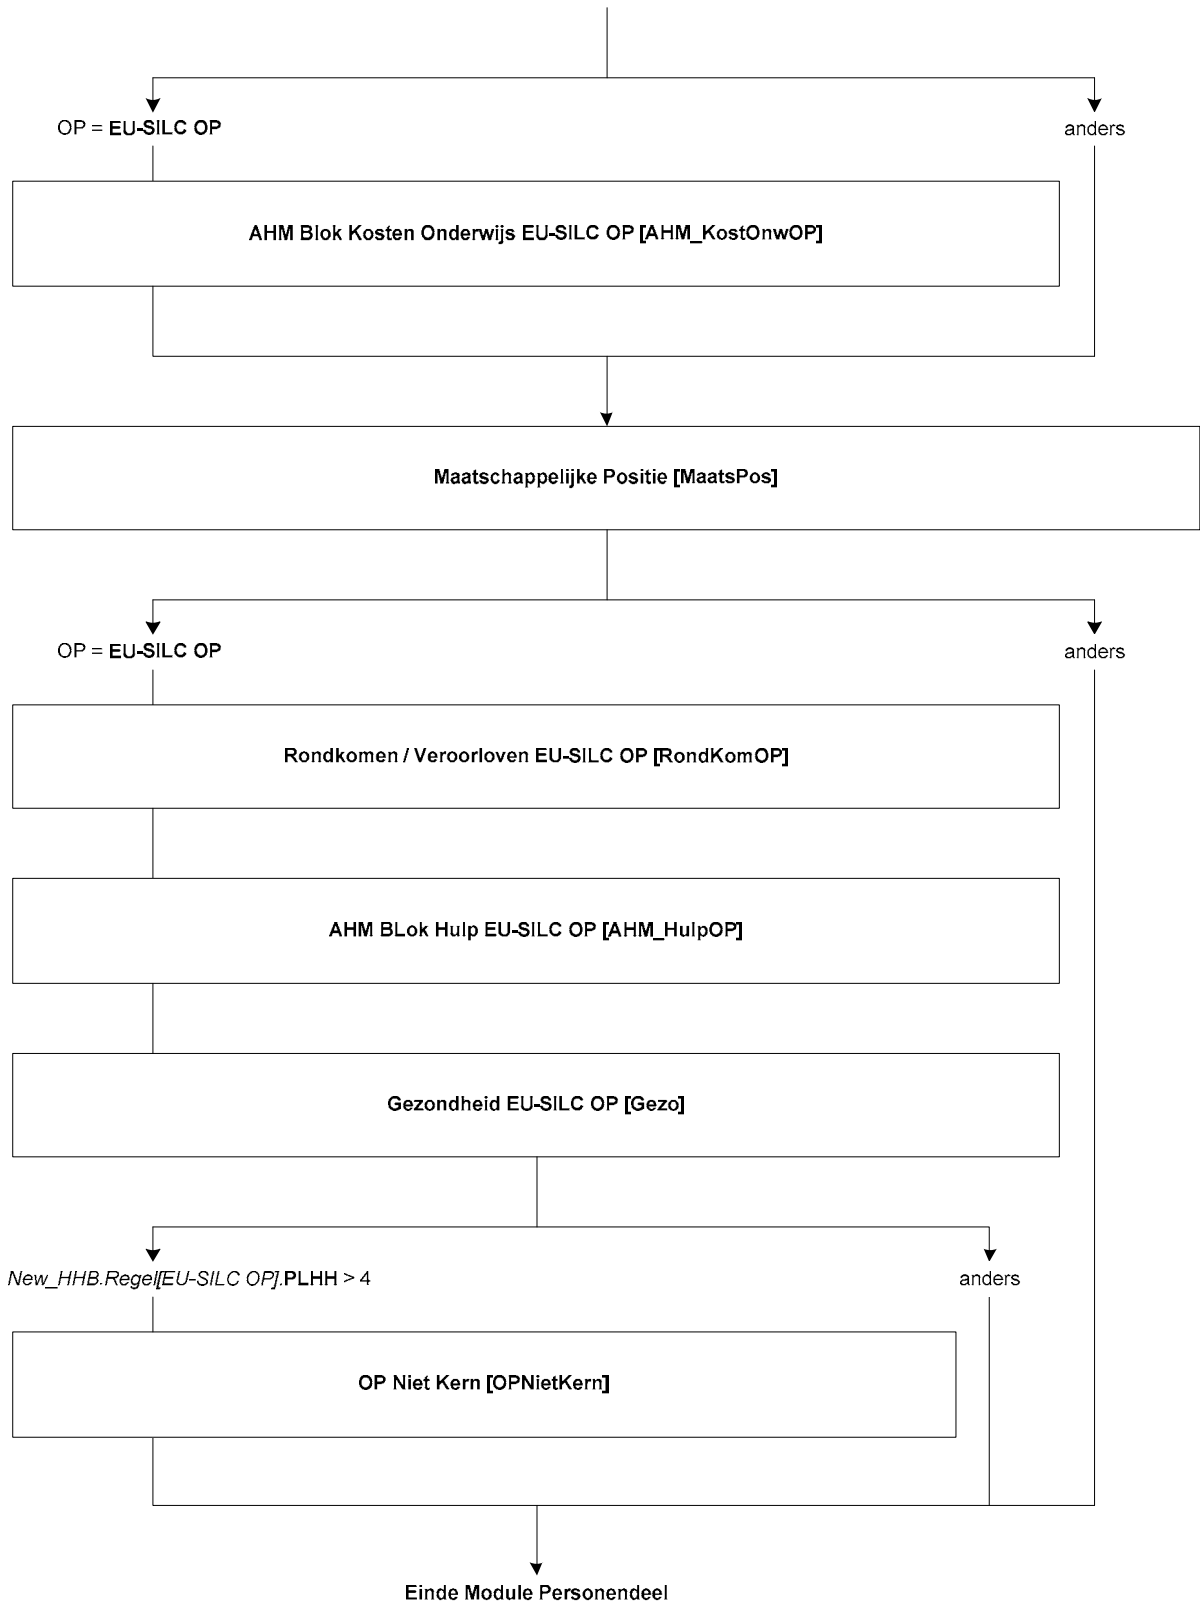 OP = EU-SILC OP
anders
AHM Blok Kosten Onderwijs EU-SILC OP [AHM_KostOnwOP]
Maatschappelijke Positie [MaatsPos]
OP = EU-SILC OP
anders
Rondkomen / Veroorloven EU-SILC OP [RondKomOP]
AHM BLok Hulp EU-SILC OP [AHM_HulpOP]
Gezondheid EU-SILC OP [Gezo]
New_HHB.Regel[EU-SILC OP].PLHH > 4
anders
OP Niet Kern [OPNietKern]
Einde Module Personendeel